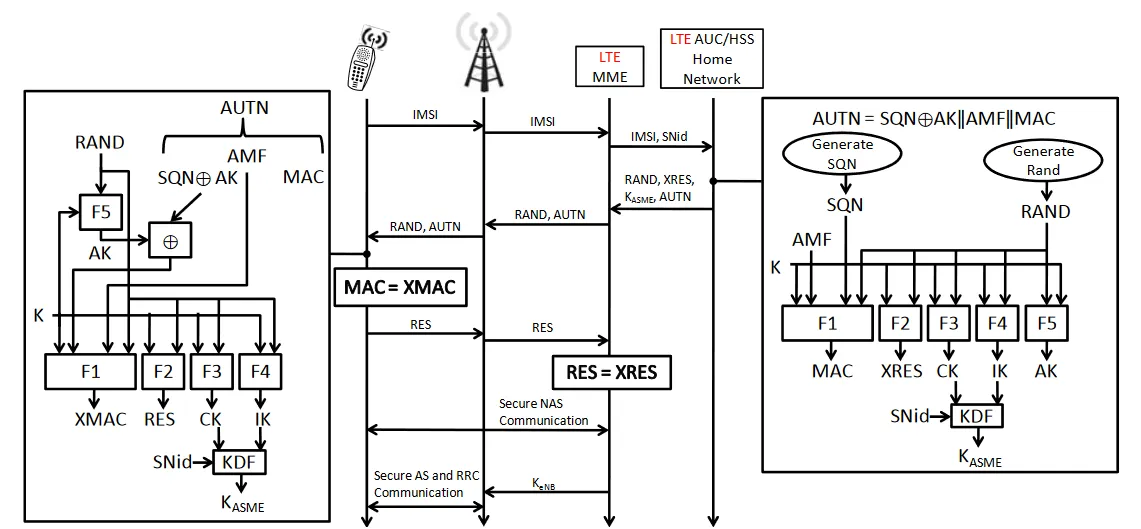 LTE
MME
LTE AUC/HSS
Home
Network
AUTN
RAND
AMF
SQN⊕ AK
MAC
F5
⊕
AK
K
F1
F2
F3
F4
XMAC
RES
CK
IK
SNid
KDF
KASME
IMSI
IMSI
IMSI, SNid
RAND, XRES,
KASME, AUTN
RAND, AUTN
RAND, AUTN
MAC = XMAC
RES
RES
RES = XRES
Secure NAS
Communication
KeNB
Secure AS and RRC
Communication
AUTN = SQN⊕AK||AMF||MAC
Generate
SQN
Generate
Rand
SQN
RAND
AMF
K
F1
F2
F3
F4
F5
MAC
XRES
CK
IK
AK
SNid
KDF
KASME